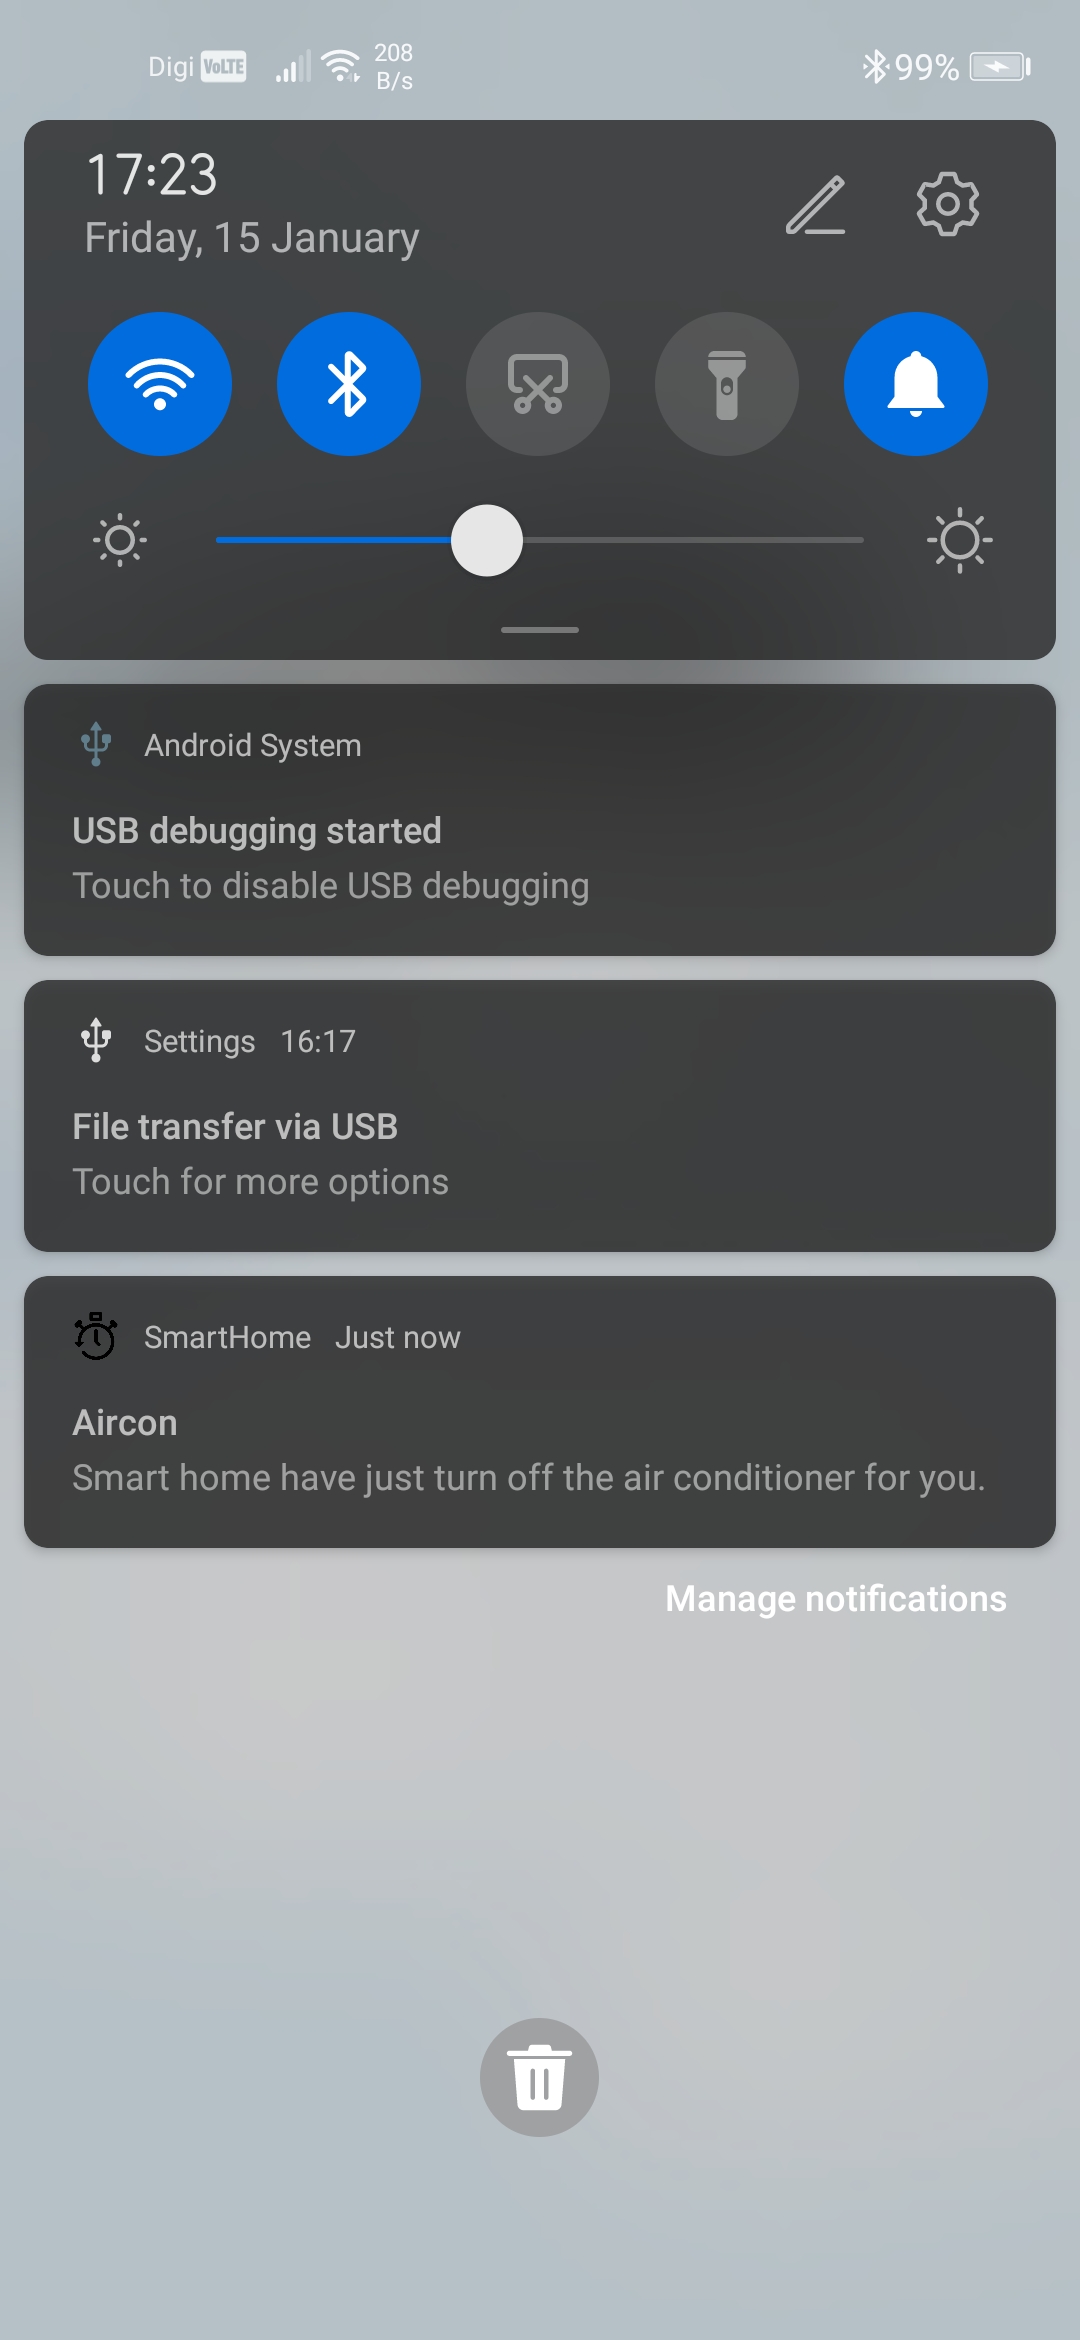 Digi VoLTE 208 B/s 99%
17:23
Friday, 15 January
Android System
USB debugging started
Touch to disable USB debugging
Settings 16:17
File transfer via USB
Touch for more options
SmartHome Just now
Aircon
Smart home have just turn off the air conditioner for you.
Manage notifications